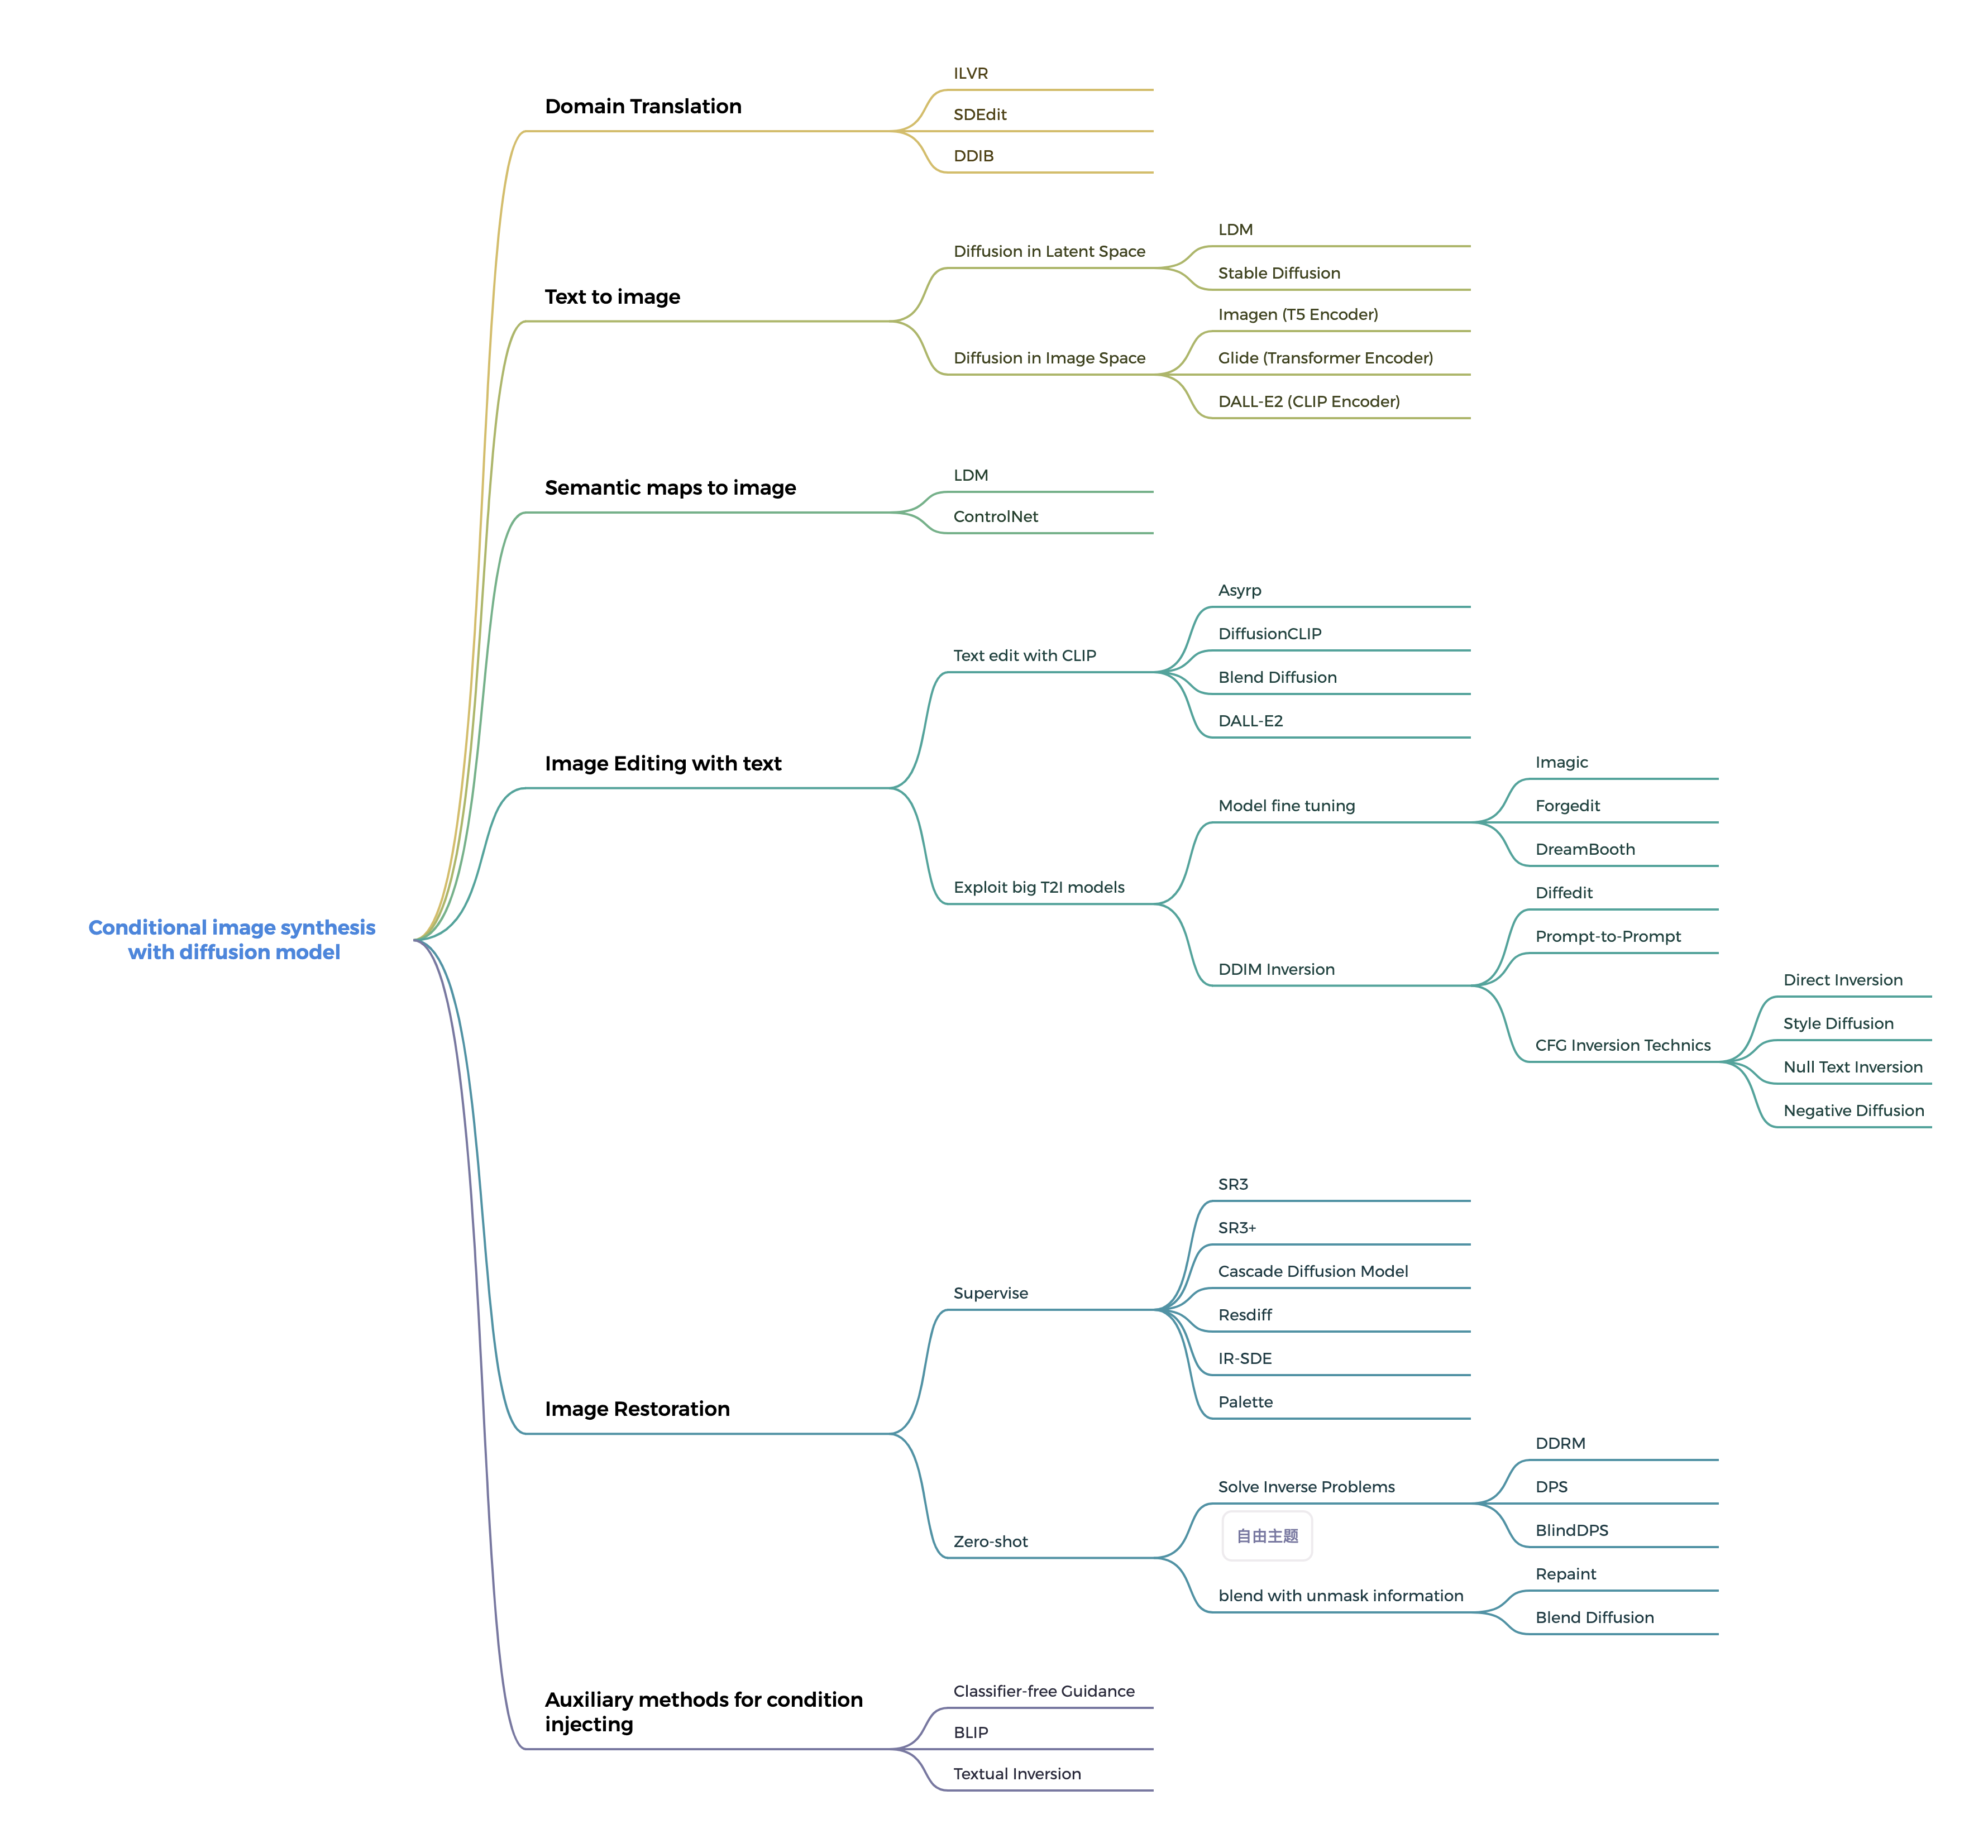 Conditional image synthesis
with diffusion model
Domain Translation
ILVR
SDEdit
DDIB
Text to image
Diffusion in Latent Space
LDM
Stable Diffusion
Diffusion in Image Space
Imagen (T5 Encoder)
Glide (Transformer Encoder)
DALL-E2 (CLIP Encoder)
Semantic maps to image
LDM
ControlNet
Image Editing with text
Text edit with CLIP
Asyrp
DiffusionCLIP
Blend Diffusion
DALL-E2
Exploit big T2I models
Model fine tuning
Imagic
Forgedit
DreamBooth
DDIM Inversion
Diffedit
Prompt-to-Prompt
CFG Inversion Technics
Direct Inversion
Style Diffusion
Null Text Inversion
Negative Diffusion
Image Restoration
Supervise
SR3
SR3+
Cascade Diffusion Model
Resdiff
IR-SDE
Palette
Zero-shot
Solve Inverse Problems
DDRM
DPS
BlindDPS
自由主题
blend with unmask information
Repaint
Blend Diffusion
Auxiliary methods for condition
injecting
Classifier-free Guidance
BLIP
Textual Inversion